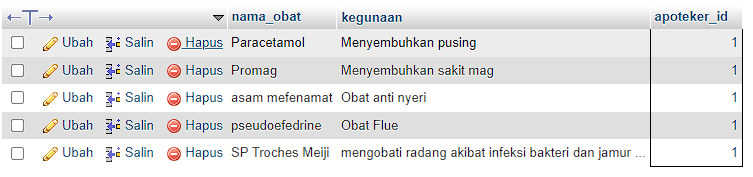 nama_obat kegunaan apoteker_id
Ubah Salin Hapus Paracetamol Menyembuhkan pusing 1
Ubah Salin Hapus Promag Menyembuhkan sakit mag 1
Ubah Salin Hapus asam mefenamat Obat anti nyeri 1
Ubah Salin Hapus pseudoefedrine Obat Flue 1
Ubah Salin Hapus SP Troches Meiji mengobati radang akibat infeksi bakteri dan jamur ... 1